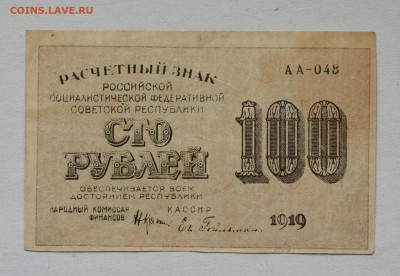 COINS.LAVE.RU
РАСЧЕТНЫЙ ЗНАК
РОССИЙСКОЙ
СОЦИАЛИСТИЧЕСКОЙ ФЕДЕРАТИВНОЙ
СОВЕТСКОЙ РЕСПУБЛИКИ
АА-048
СТО
РУБЛЕЙ
100
ОБЕСПЕЧИВАЕТСЯ ВСЕМ
ДОСТОЯНИЕМ РЕСПУБЛИКИ
НАРОДНЫЙ КОМИССАР
ФИНАНСОВ
КАССИР
1919